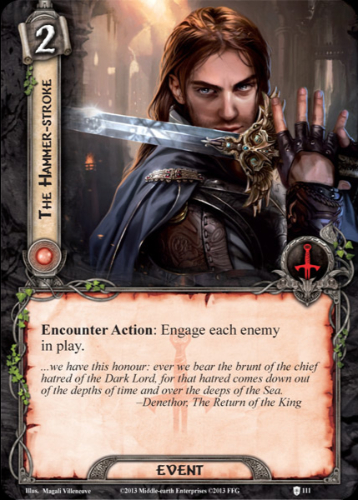 2
THE HAMMER-STROKE
Encounter Action: Engage each enemy
in play.
...we have this honour: ever we bear the brunt of the chief
hatred of the Dark Lord, for that hatred comes down out
of the depths of time and over the deeps of the Sea.
–Denethor, The Return of the King
EVENT
Illus. Magali Villeneuve ©2013 Middle-earth Enterprises ©2013 FFG 111